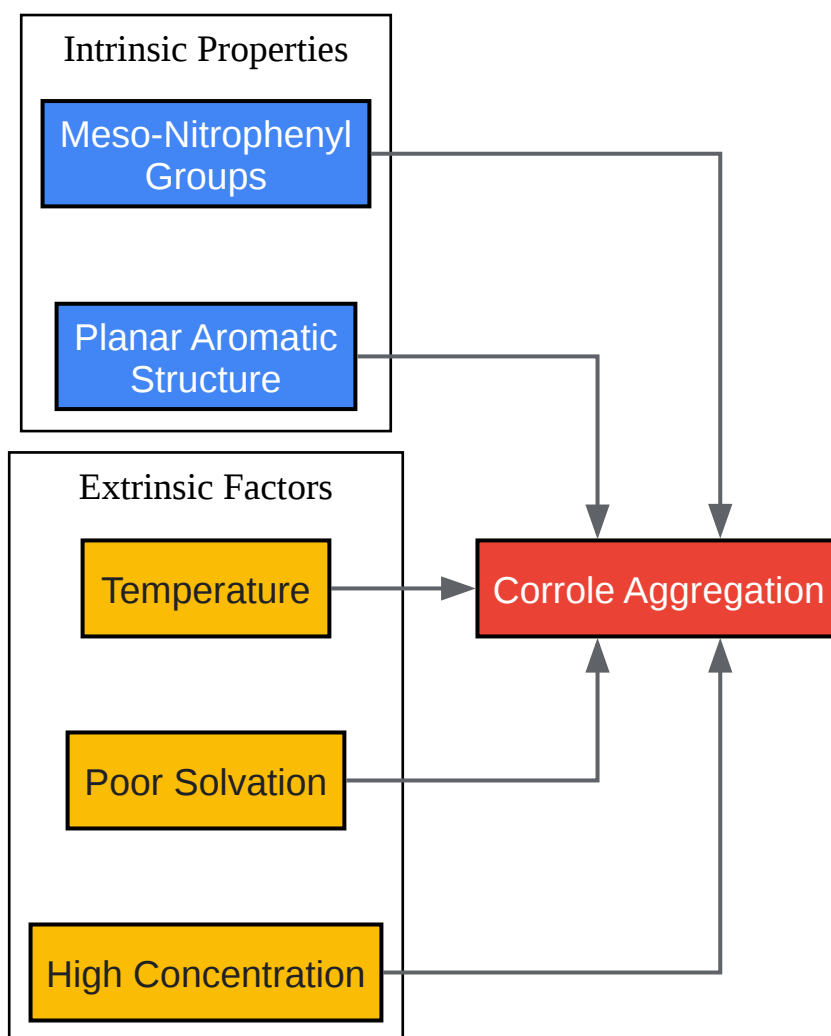 Intrinsic Properties
Meso-Nitrophenyl
Groups
Planar Aromatic
Structure
Extrinsic Factors
Temperature
Corrole Aggregation
Poor Solvation
High Concentration